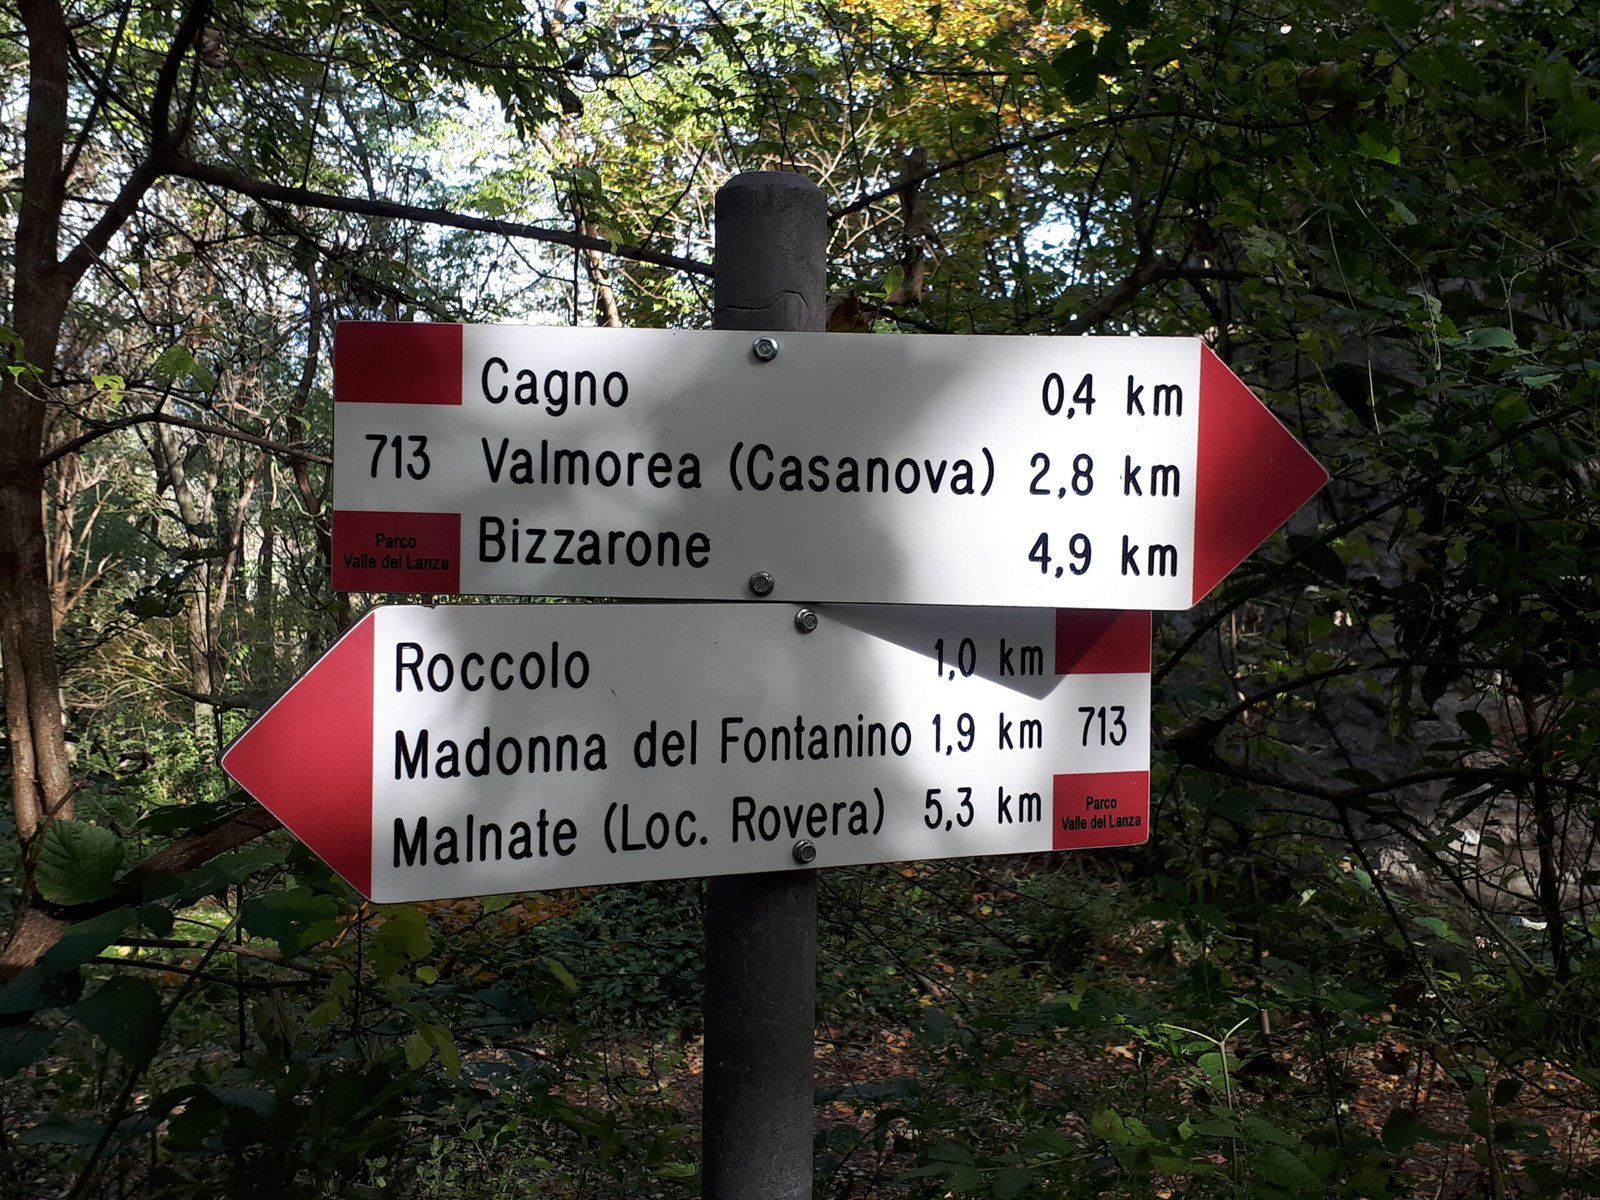 Cagno 0,4 km
713 Valmorea (Casanova) 2,8 km
Bizzarone 4,9 km
Parco
Valle del Lanza
Roccolo 1,0 km
Madonna del Fontanino 1,9 km 713
Malnate (Loc. Rovera) 5,3 km
Parco
Valle del Lanza